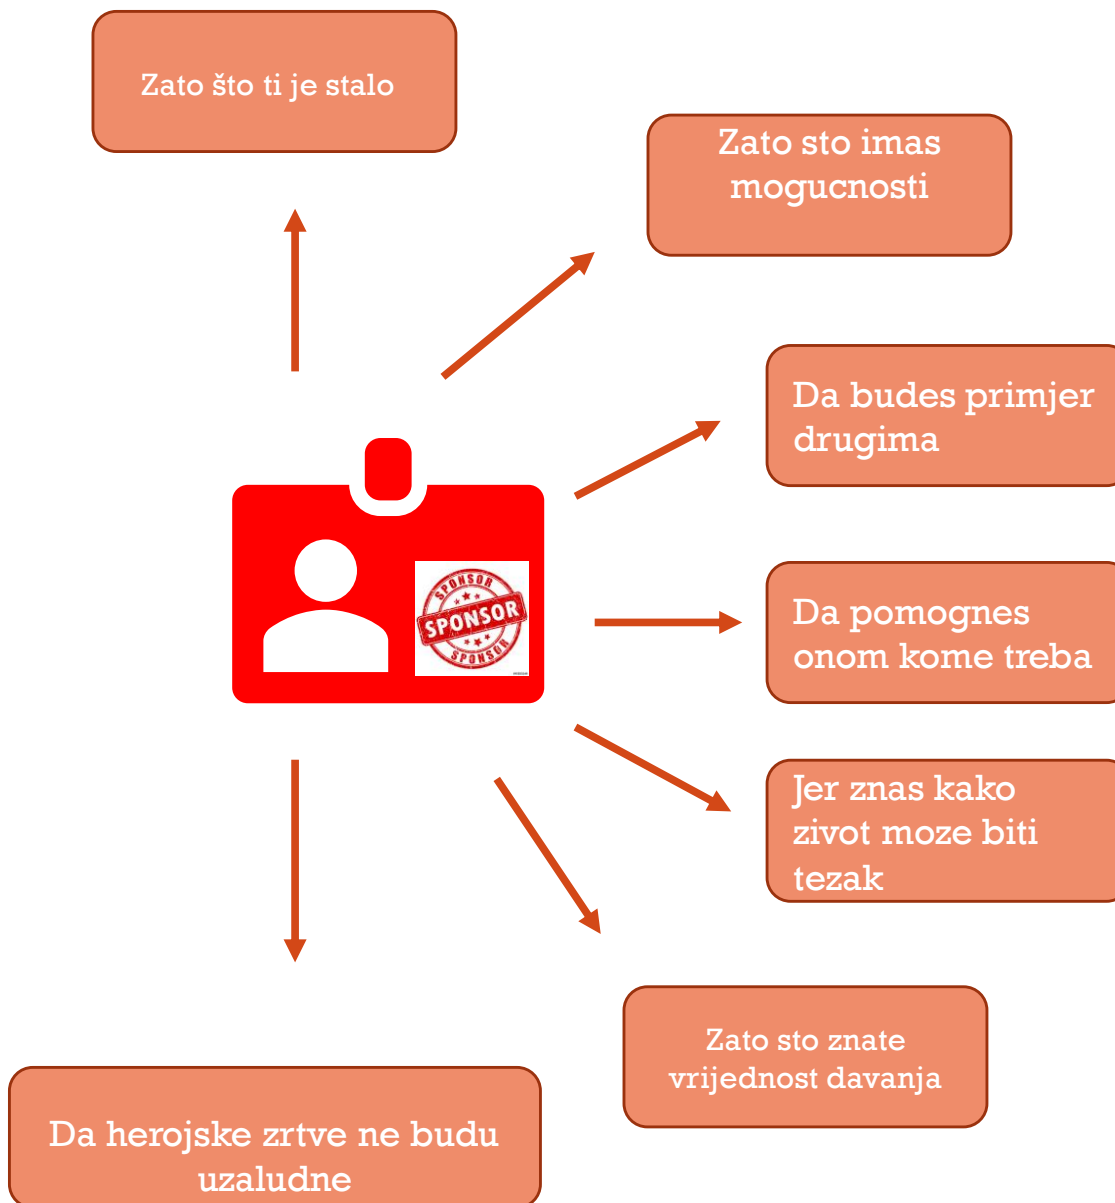 Zato što ti je stalo
Zato sto imas
mogucnosti
Da budes primjer
drugima
SPONSOR
SPONSOR
SPONSOR
Da pomognes
onom kome treba
Jer znas kako
zivot moze biti
tezak
Zato sto znate
vrijednost davanja
Da herojske zrtve ne budu
uzaludne